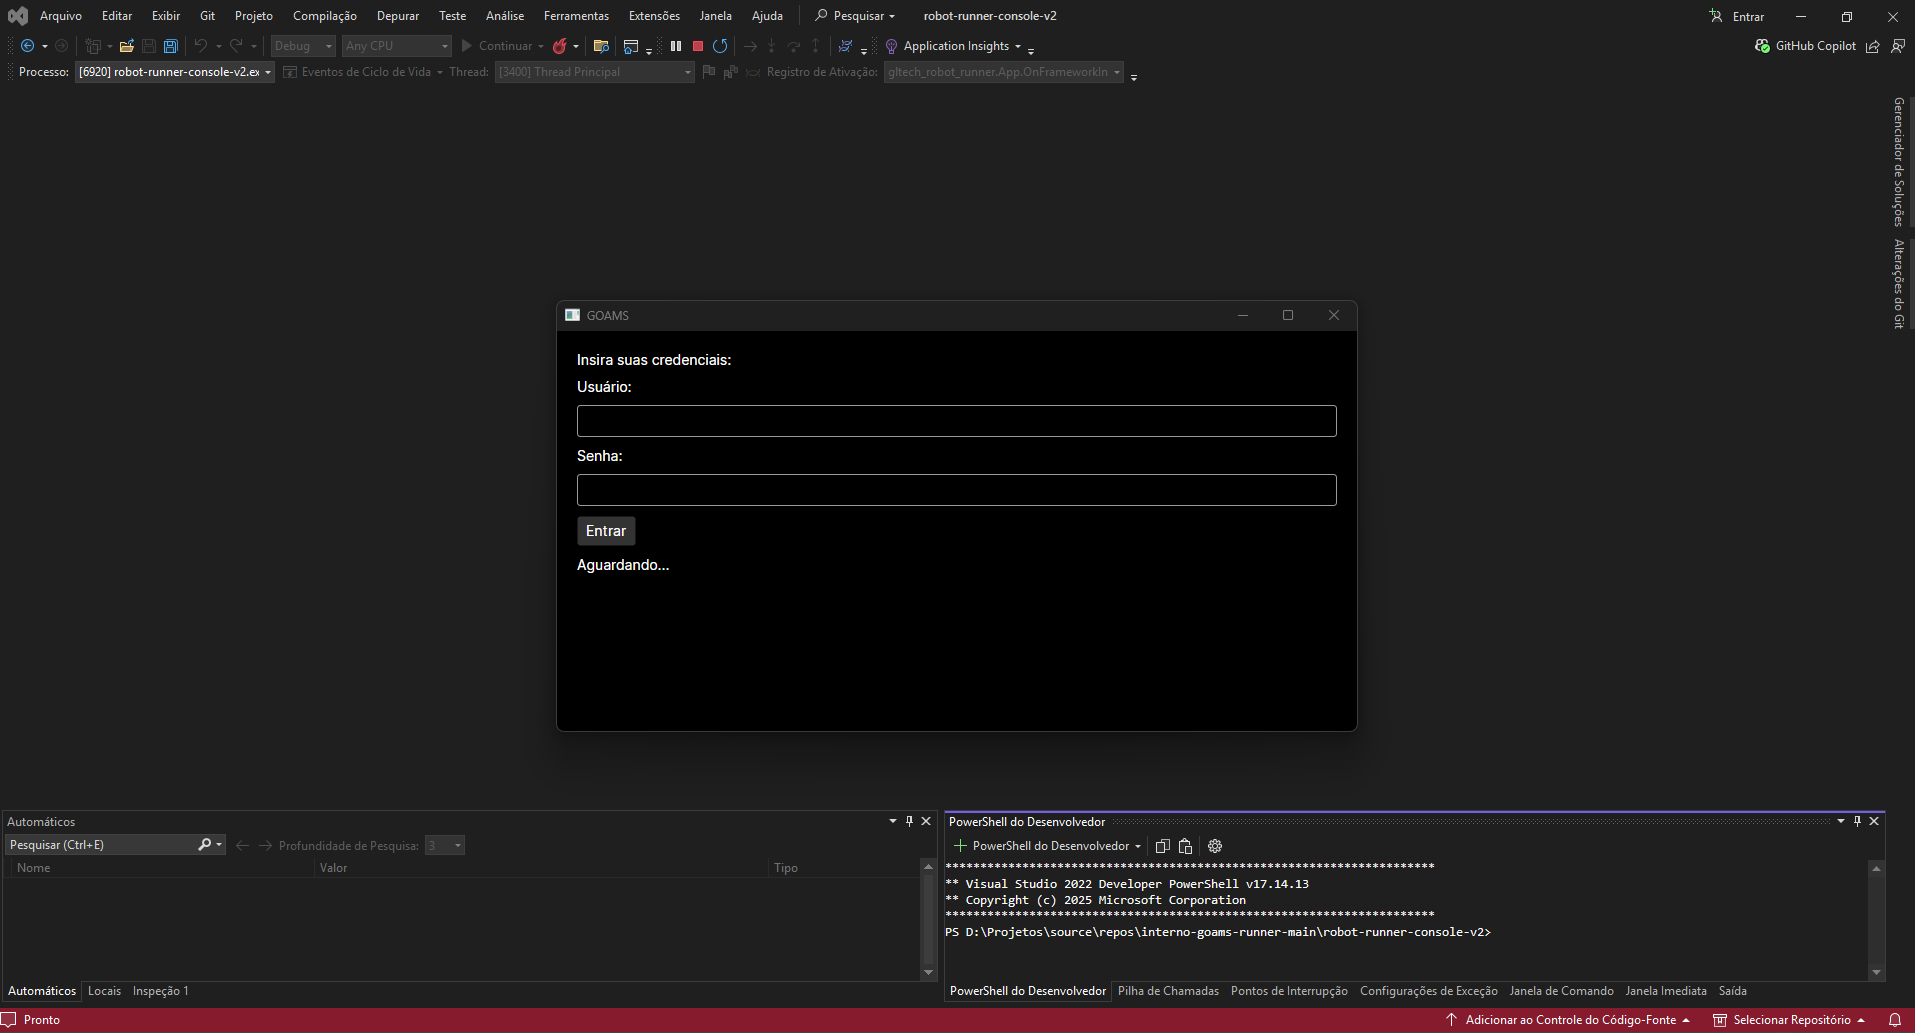 Arquivo Editar Exibir Git Projeto Compilação Depurar Teste Análise Ferramentas Extensões Janela Ajuda Pesquisar robot-runner-console-v2 Entrar
Debug Any CPU Continuar Application Insights GitHub Copilot
Processo: [6920] robot-runner-console-v2.ex Eventos de Ciclo de Vida Thread: [3400] Thread Principal Registro de Ativação: gltech_robot_runner.App.OnFrameworkIn
Gerenciador de Soluções
Alterações do Git
GOAMS
Insira suas credenciais:
Usuário:
Senha:
Entrar
Aguardando...
Automáticos
Pesquisar (Ctrl+E) Profundidade de Pesquisa: 3
Nome Valor Tipo
Automáticos Locais Inspeção 1
PowerShell do Desenvolvedor
PowerShell do Desenvolvedor
**********************************************************************
** Visual Studio 2022 Developer PowerShell v17.14.13
** Copyright (c) 2025 Microsoft Corporation
**********************************************************************
PS D:\Projetos\source\repos\interno-goams-runner-main\robot-runner-console-v2>
PowerShell do Desenvolvedor Pilha de Chamadas Pontos de Interrupção Configurações de Exceção Janela de Comando Janela Imediata Saída
Pronto Adicionar ao Controle do Código-Fonte Selecionar Repositório